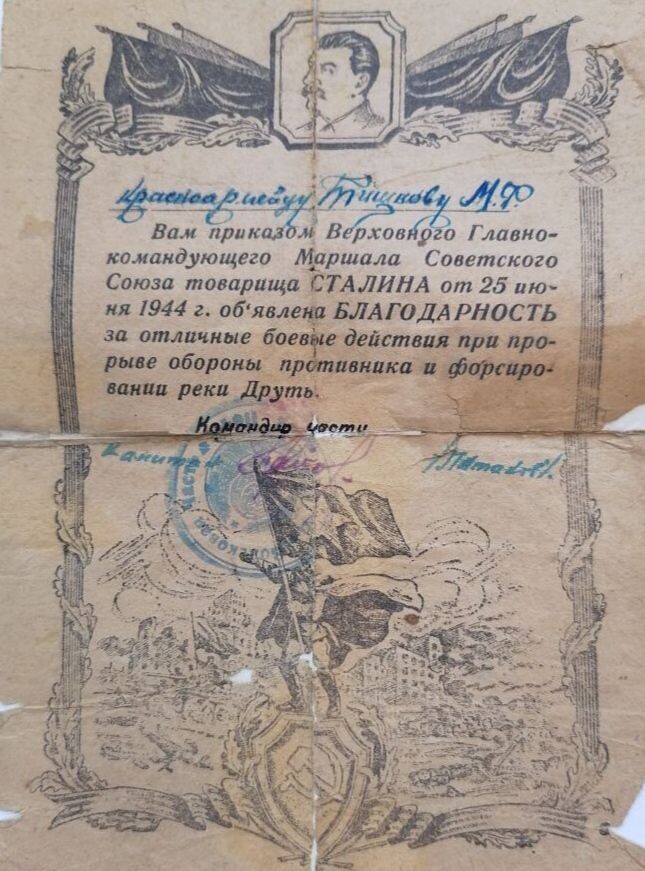 красноармейцу Тишкову М.Ф.
Вам приказом Верховного Главно-
командующего Маршала Советского
Союза товарища СТАЛИНА от 25 ию-
ня 1944 г. об‘явлена БЛАГОДАРНОСТЬ
за отличные боевые действия при про-
рыве обороны противника и форсиро-
вании реки Друть.
Командир части
капитан